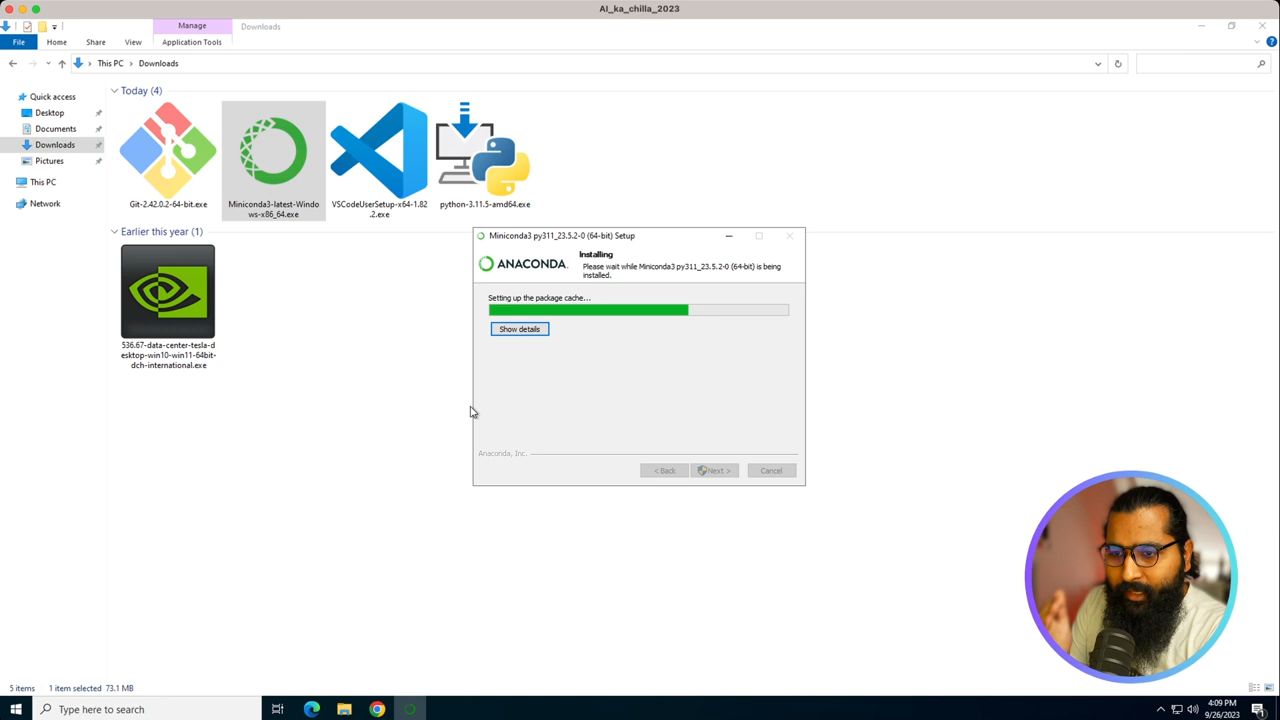 AI_ka_chilla_2023
Manage
Downloads
File
Home
Share
View
Application Tools
This PC
Downloads
Quick access
Desktop
Documents
Downloads
Pictures
This PC
Network
Today (4)
Git-2.42.0.2-64-bit.exe
Miniconda3-latest-Windo
ws-x86_64.exe
VSCodeUserSetup-x64-1.82
.2.exe
python-3.11.5-amd64.exe
Earlier this year (1)
536.67-data-center-tesla-d
esktop-win10-win11-64bit-
dch-international.exe
Miniconda3 py311_23.5.2-0 (64-bit) Setup
ANACONDA.
Installing
Please wait while Miniconda3 py311_23.5.2-0 (64-bit) is being
installed.
Setting up the package cache...
Show details
Anaconda, Inc.
< Back
Next >
Cancel
5 items
1 item selected 73.1 MB
Type here to search
4:09 PM
9/26/2023
1